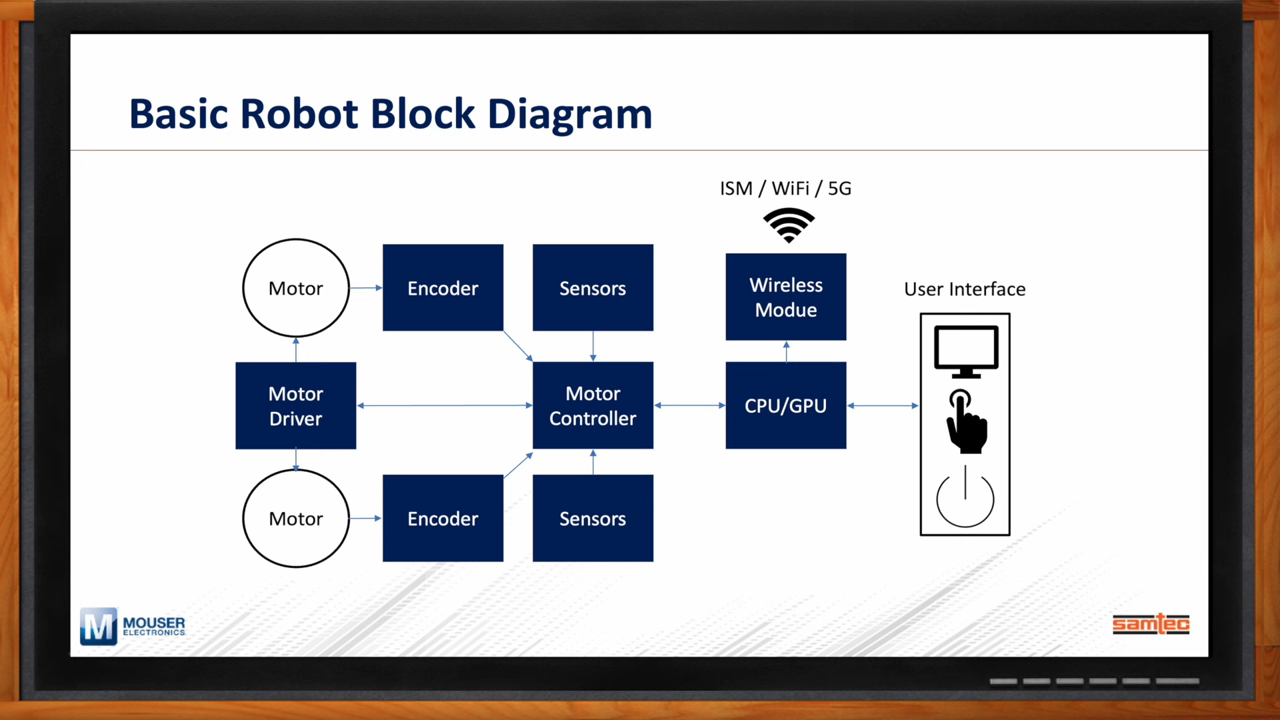 Basic Robot Block Diagram
ISM / WiFi / 5G
Motor
Encoder
Sensors
Wireless
Modue
User Interface
Motor
Driver
Motor
Controller
CPU/GPU
Motor
Encoder
Sensors
M
MOUSER
ELECTRONICS
samtec